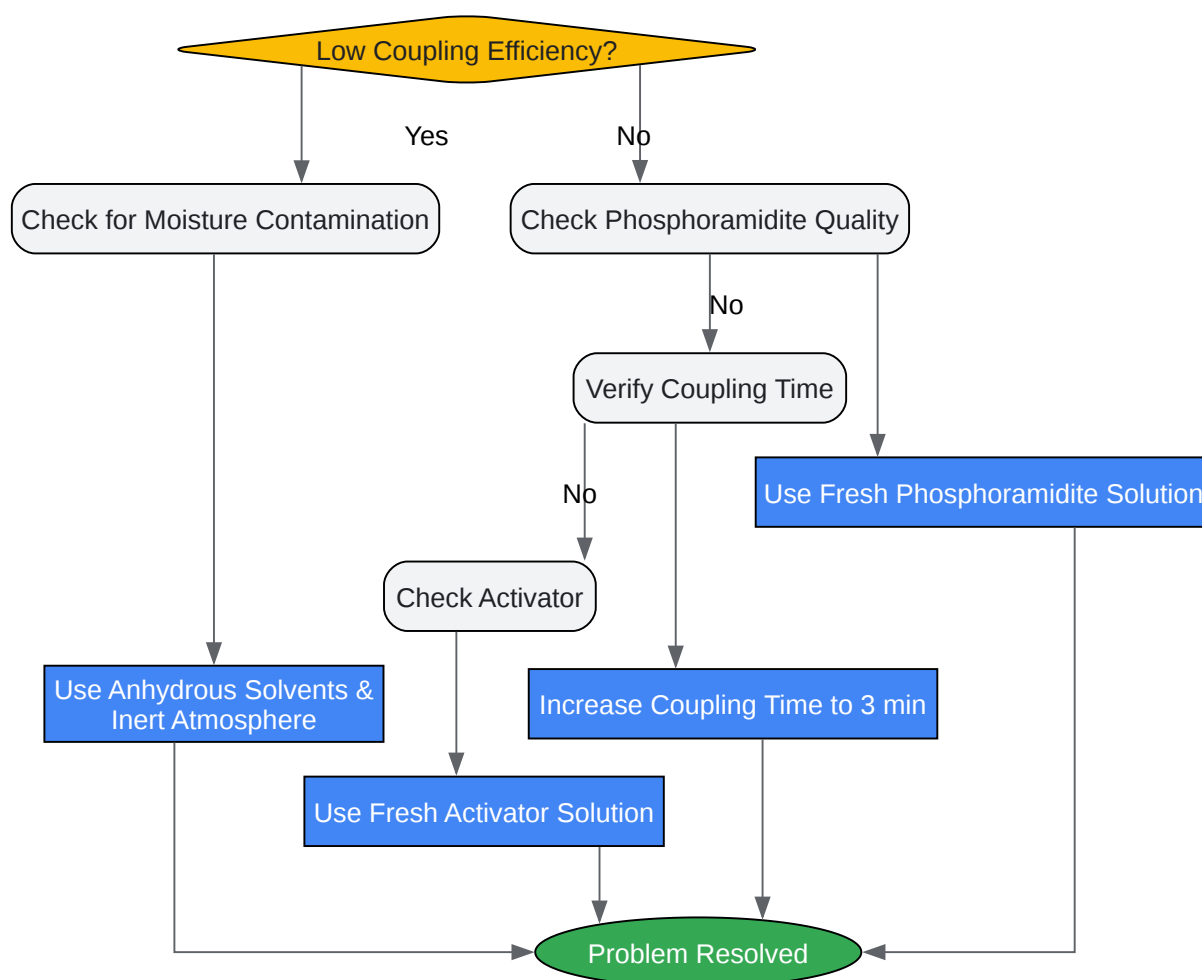 Low Coupling Efficiency?
Yes
No
Check for Moisture Contamination
Check Phosphoramidite Quality
No
Verify Coupling Time
No
Use Fresh Phosphoramidite Solution
Check Activator
Use Anhydrous Solvents &
Inert Atmosphere
Increase Coupling Time to 3 min
Use Fresh Activator Solution
Problem Resolved